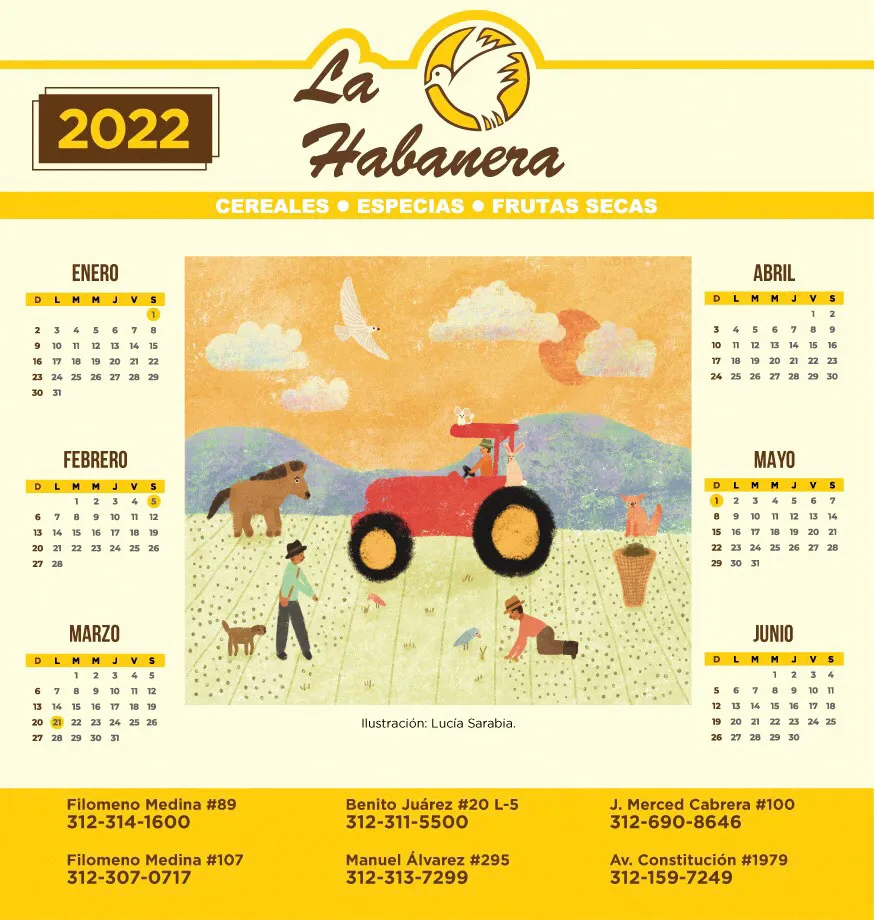 La
Habanera
2022
CEREALES • ESPECIAS • FRUTAS SECAS
ENERO
D L M M J V S
1
2 3 4 5 6 7 8
9 10 11 12 13 14 15
16 17 18 19 20 21 22
23 24 25 26 27 28 29
30 31
FEBRERO
D L M M J V S
1 2 3 4 5
6 7 8 9 10 11 12
13 14 15 16 17 18 19
20 21 22 23 24 25 26
27 28
MARZO
D L M M J V S
1 2 3 4 5
6 7 8 9 10 11 12
13 14 15 16 17 18 19
20 21 22 23 24 25 26
27 28 29 30 31
ABRIL
D L M M J V S
1 2
3 4 5 6 7 8 9
10 11 12 13 14 15 16
17 18 19 20 21 22 23
24 25 26 27 28 29 30
MAYO
D L M M J V S
1 2 3 4 5 6 7
8 9 10 11 12 13 14
15 16 17 18 19 20 21
22 23 24 25 26 27 28
29 30 31
JUNIO
D L M M J V S
1 2 3 4
5 6 7 8 9 10 11
12 13 14 15 16 17 18
19 20 21 22 23 24 25
26 27 28 29 30
Ilustración: Lucía Sarabia.
Filomeno Medina #89
312-314-1600
Benito Juárez #20 L-5
312-311-5500
J. Merced Cabrera #100
312-690-8646
Filomeno Medina #107
312-307-0717
Manuel Álvarez #295
312-313-7299
Av. Constitución #1979
312-159-7249